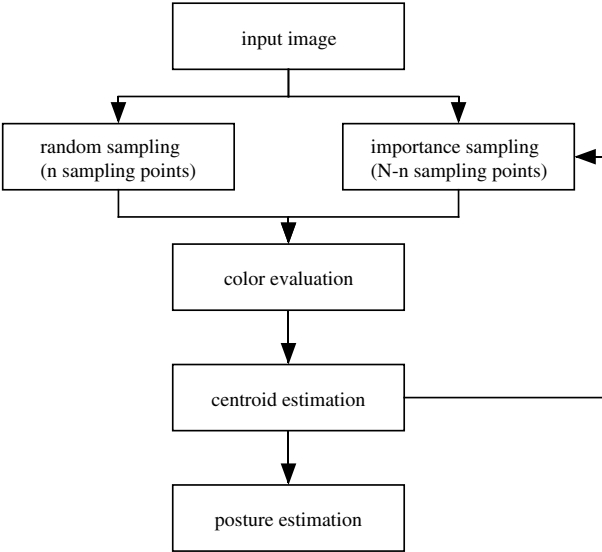 input image
random sampling
(n sampling points)
importance sampling
(N-n sampling points)
color evaluation
centroid estimation
posture estimation